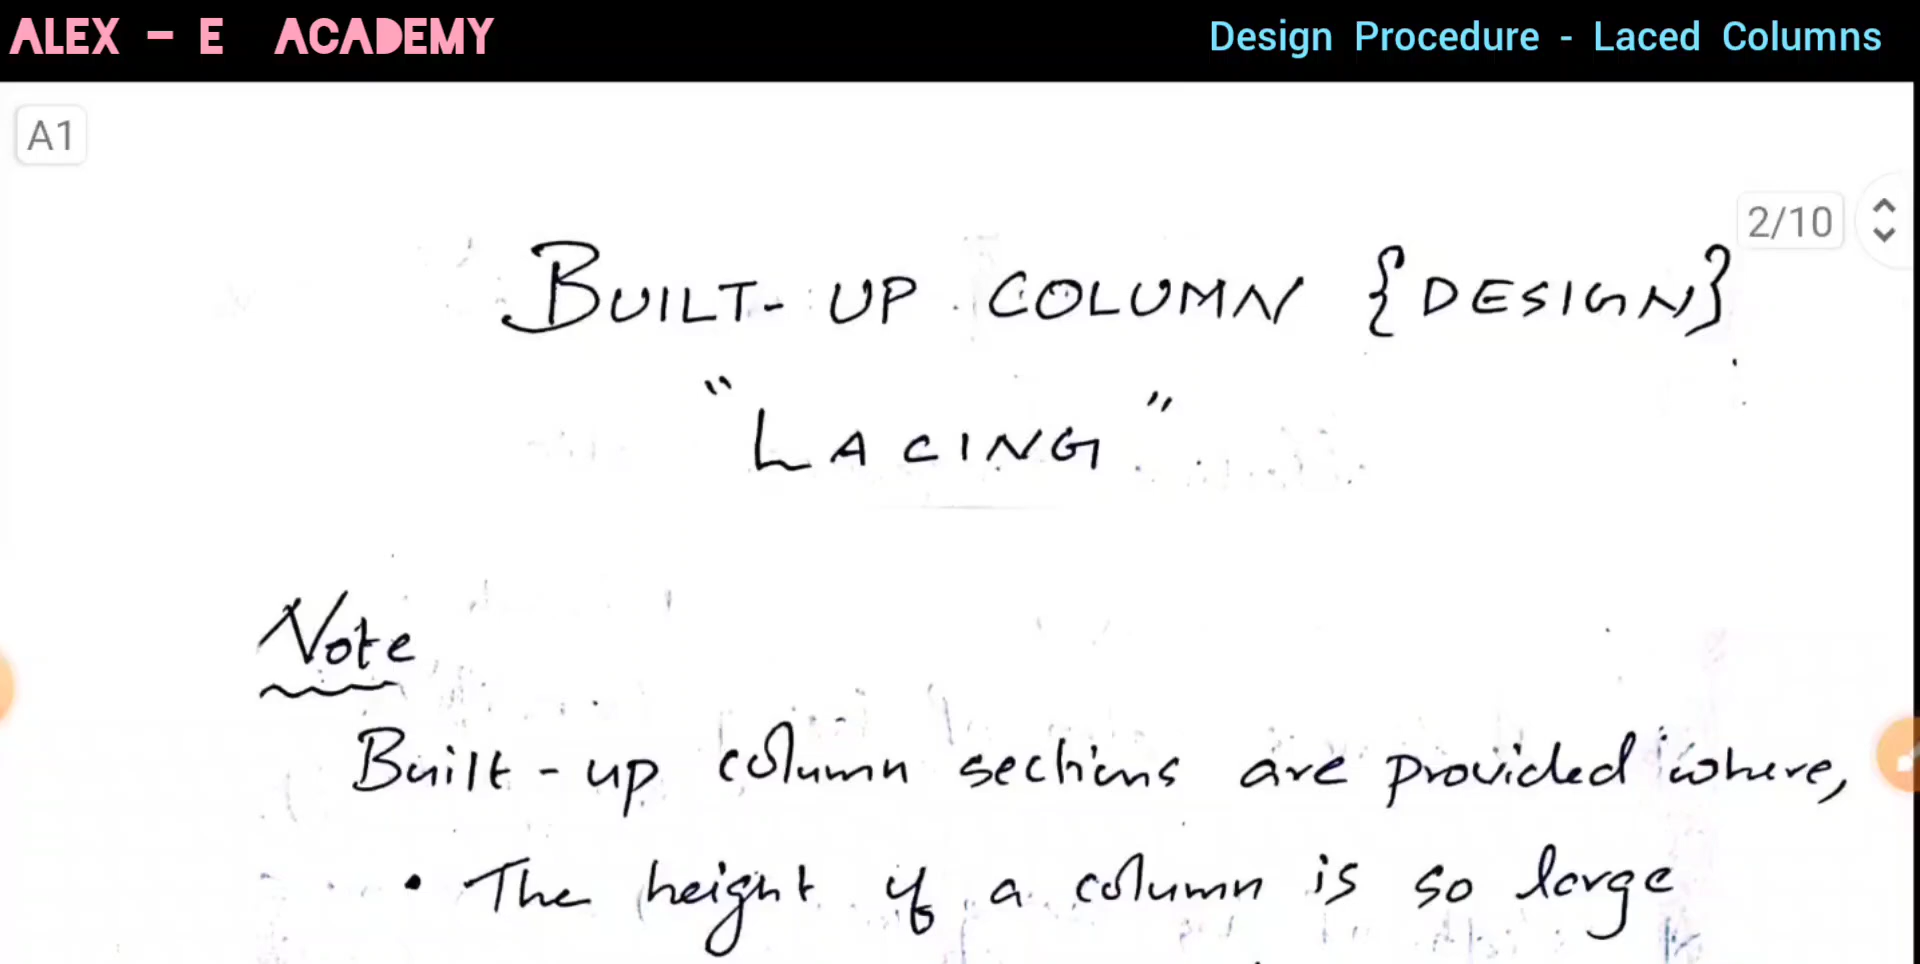 ALEX - E ACADEMY
Design Procedure - Laced Columns
A1
2/10
BUILT-UP COLUMN {DESIGN}
"LACING"
Note
Built-up column sections are provided where,
• The height of a column is so large